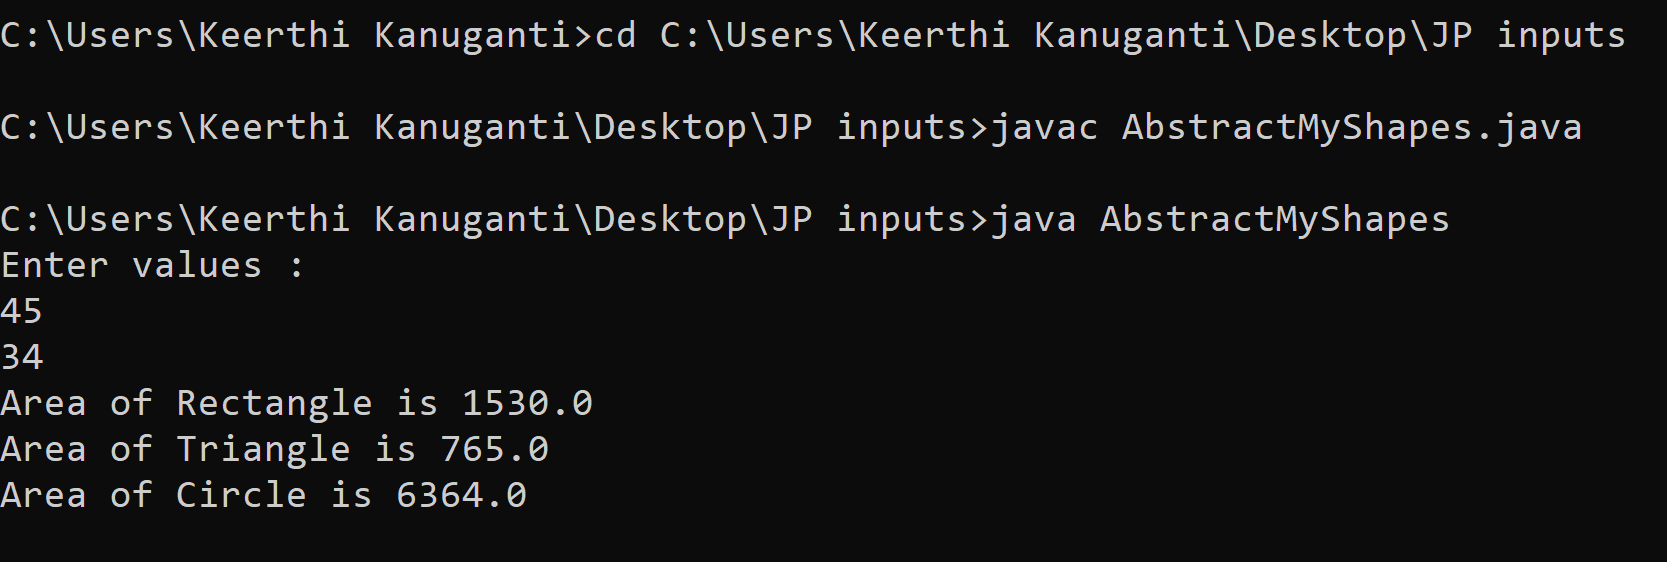 C:\Users\Keerthi Kanuganti>cd C:\Users\Keerthi Kanuganti\Desktop\JP inputs
C:\Users\Keerthi Kanuganti\Desktop\JP inputs>javac AbstractMyShapes.java
C:\Users\Keerthi Kanuganti\Desktop\JP inputs>java AbstractMyShapes
Enter values :
45
34
Area of Rectangle is 1530.0
Area of Triangle is 765.0
Area of Circle is 6364.0